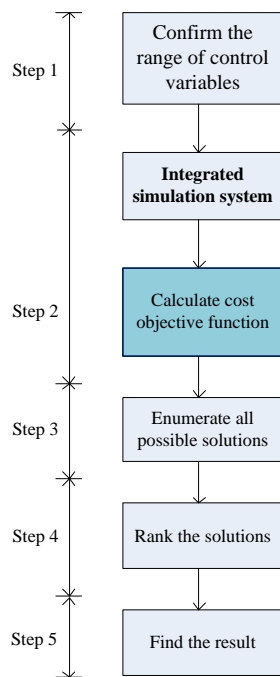 Step 1
Confirm the
range of control
variables
Integrated
simulation system
Step 2
Calculate cost
objective function
Step 3
Enumerate all
possible solutions
Step 4
Rank the solutions
Step 5
Find the result